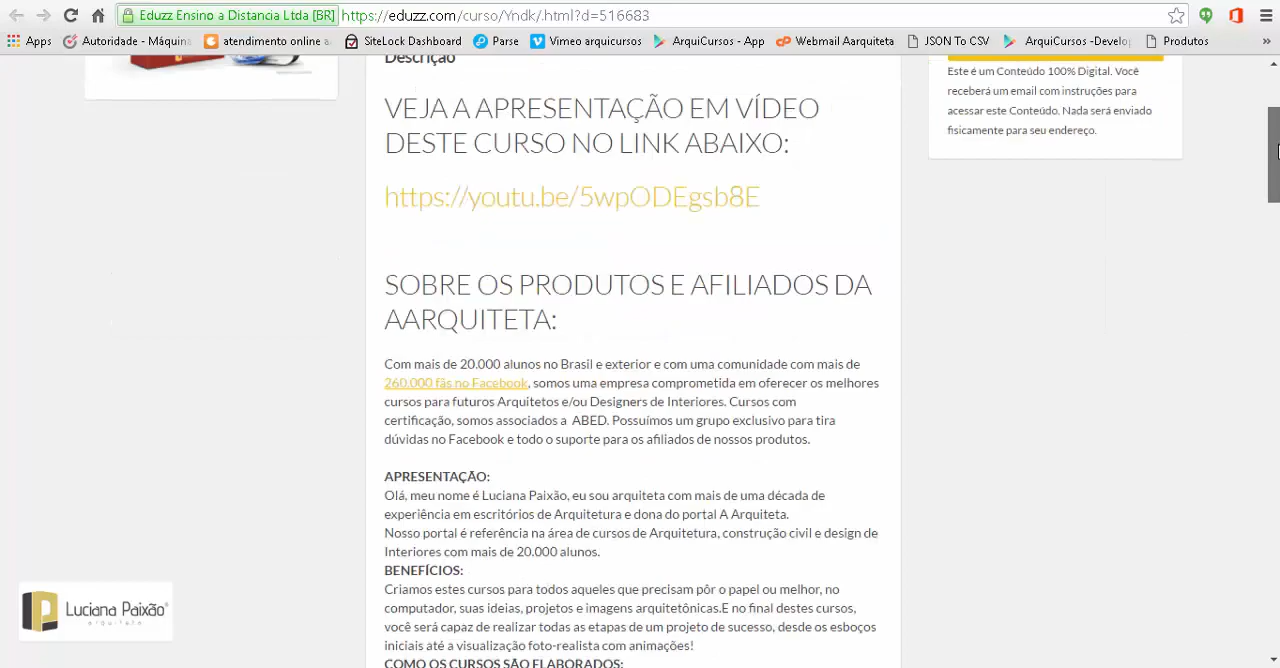 Eduzz Ensino a Distancia Ltda [BR] https://eduzz.com/curso/Yndk/.html?d=516683
Apps Autoridade - Máquin Atendimento online a SiteLock Dashboard Parse Vimeo arquicursos ArquiCursos - App Webmail Aarquiteta JSON To CSV ArquiCursos -Develo Produtos »
Descrição
VEJA A APRESENTAÇÃO EM VÍDEO
DESTE CURSO NO LINK ABAIXO:
https://youtu.be/5wpODEgsb8E
SOBRE OS PRODUTOS E AFILIADOS DA
AARQUITETA:
Com mais de 20.000 alunos no Brasil e exterior e com uma comunidade com mais de
260.000 fãs no Facebook, somos uma empresa comprometida em oferecer os melhores
cursos para futuros Arquitetos e/ou Designers de Interiores. Cursos com
certificação, somos associados a ABED. Possuímos um grupo exclusivo para tira
dúvidas no Facebook e todo o suporte para os afiliados de nossos produtos.
APRESENTAÇÃO:
Olá, meu nome é Luciana Paixão, eu sou arquiteta com mais de uma década de
experiência em escritórios de Arquitetura e dona do portal A Arquiteta.
Nosso portal é referência na área de cursos de Arquitetura, construção civil e design de
Interiores com mais de 20.000 alunos.
BENEFÍCIOS:
Criamos estes cursos para todos aqueles que precisam pôr o papel ou melhor, no
computador, suas ideias, projetos e imagens arquitetônicas.E no final destes cursos,
você será capaz de realizar todas as etapas de um projeto de sucesso, desde os esboços
iniciais até a visualização foto-realista com animações!
COMO OS CURSOS SÃO ELABORADOS:
Este é um Conteúdo 100% Digital. Você
receberá um email com instruções para
acessar este Conteúdo. Nada será enviado
fisicamente para seu endereço.
Luciana Paixão
arquiteta